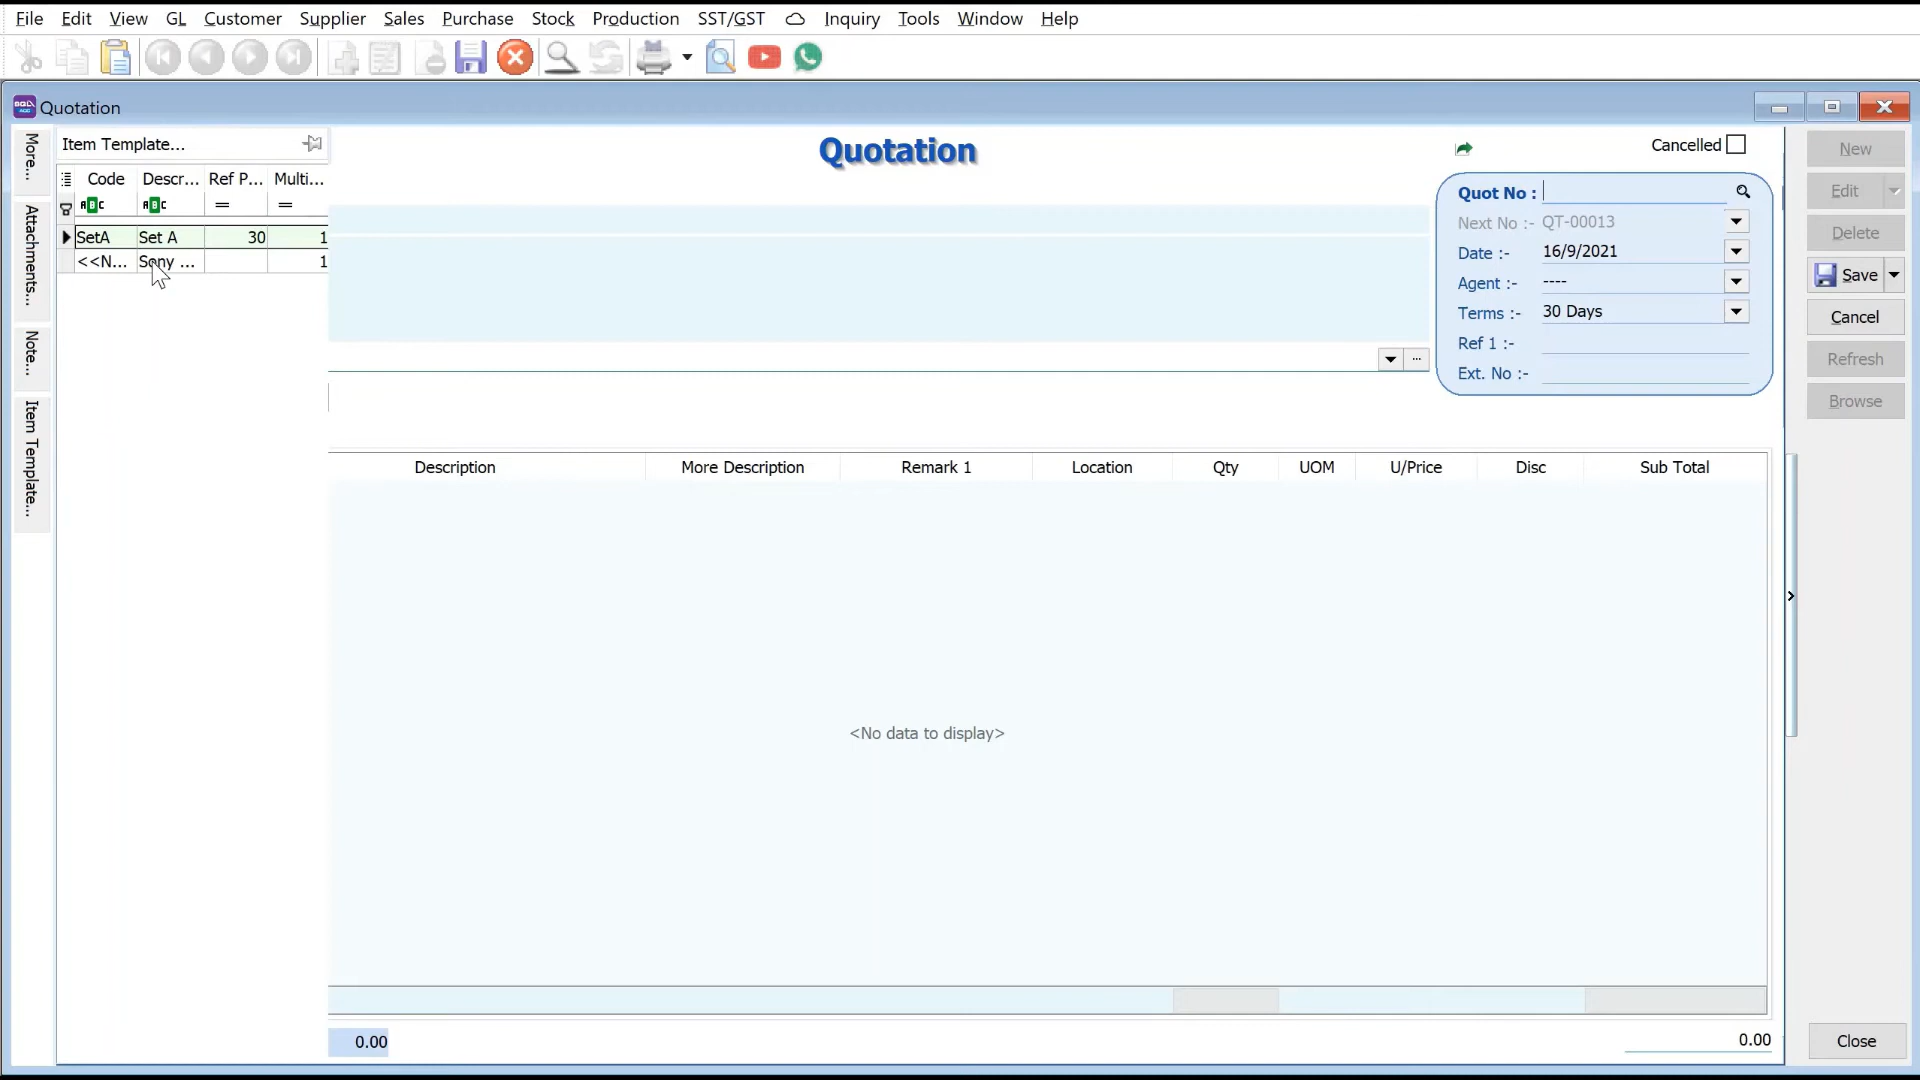 File Edit View GL Customer Supplier Sales Purchase Stock Production SST/GST Inquiry Tools Window Help
Quotation
More...
Attachments...
Note...
Item Template...
Item Template...
Code Descr... Ref P... Multi...
SetA Set A 30 1
<<N... Sony ... 1
Quotation
Cancelled
Quot No :
Next No :- QT-00013
Date :- 16/9/2021
Agent :- ----
Terms :- 30 Days
Ref 1 :-
Ext. No :-
Description More Description Remark 1 Location Qty UOM U/Price Disc Sub Total
<No data to display>
0.00 0.00
New
Edit
Delete
Save
Cancel
Refresh
Browse
Close